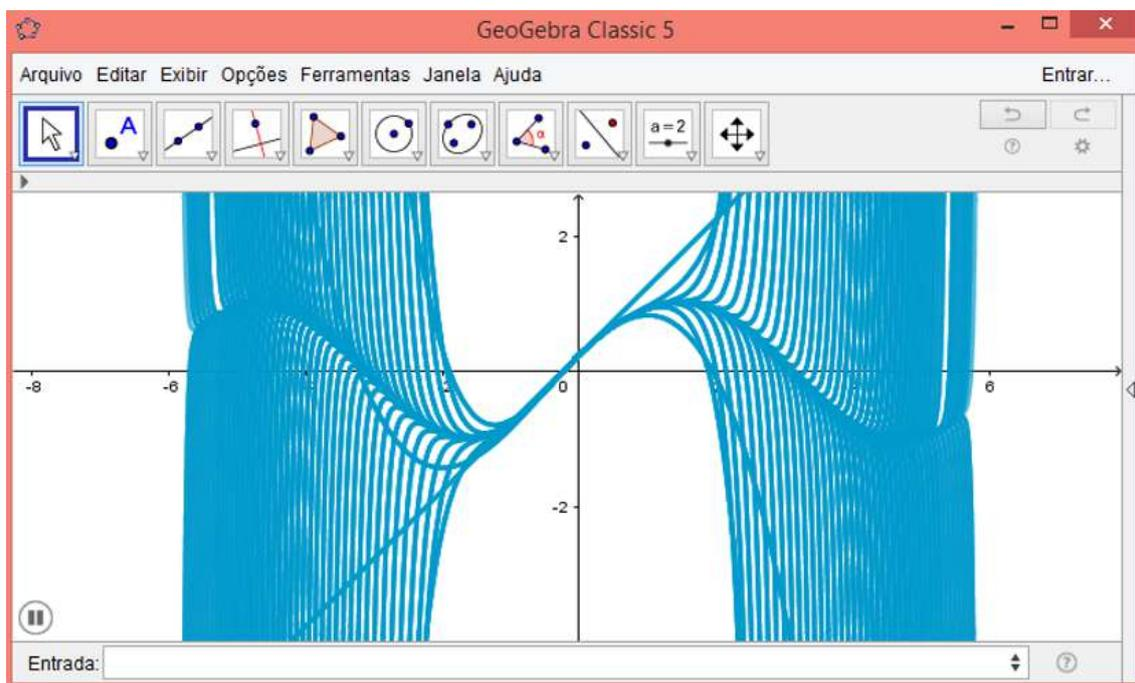 GeoGebra Classic 5
Arquivo Editar Exibir Opções Ferramentas Janela Ajuda Entrar...
A α a=2
2
-8 -6 0 6
-2
Entrada: